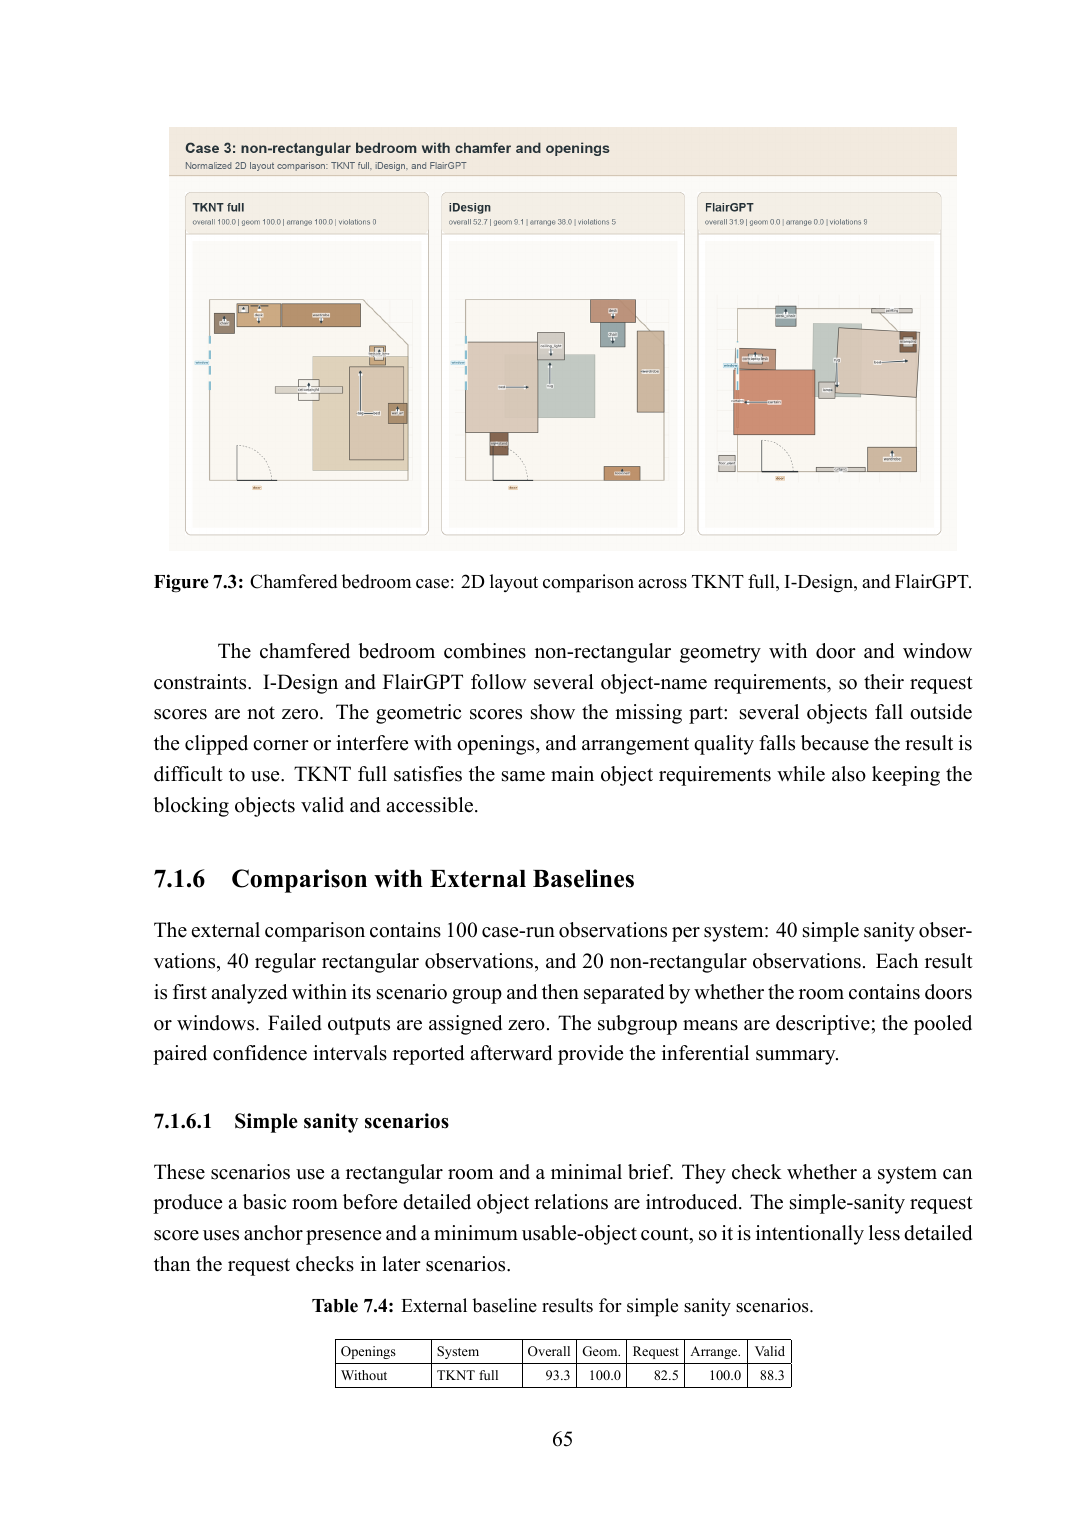 Case 3: non-rectangular bedroom with chamfer and openings
Normalized 2D layout comparison: TKNT full, iDesign, and FlairGPT
TKNT full
overall 100.0 | geom 100.0 | arrange 100.0 | violations 0
window
door
iDesign
overall 52.7 | geom 9.1 | arrange 38.0 | violations 5
ceiling_light
window
wardrobe
door
FlairGPT
overall 31.9 | geom 0.0 | arrange 0.0 | violations 9
window
door
Figure 7.3: Chamfered bedroom case: 2D layout comparison across TKNT full, I-Design, and FlairGPT.
The chamfered bedroom combines non-rectangular geometry with door and window
constraints. I-Design and FlairGPT follow several object-name requirements, so their request
scores are not zero. The geometric scores show the missing part: several objects fall outside
the clipped corner or interfere with openings, and arrangement quality falls because the result is
difficult to use. TKNT full satisfies the same main object requirements while also keeping the
blocking objects valid and accessible.
7.1.6 Comparison with External Baselines
The external comparison contains 100 case-run observations per system: 40 simple sanity obser-
vations, 40 regular rectangular observations, and 20 non-rectangular observations. Each result
is first analyzed within its scenario group and then separated by whether the room contains doors
or windows. Failed outputs are assigned zero. The subgroup means are descriptive; the pooled
paired confidence intervals reported afterward provide the inferential summary.
7.1.6.1 Simple sanity scenarios
These scenarios use a rectangular room and a minimal brief. They check whether a system can
produce a basic room before detailed object relations are introduced. The simple-sanity request
score uses anchor presence and a minimum usable-object count, so it is intentionally less detailed
than the request checks in later scenarios.
Table 7.4: External baseline results for simple sanity scenarios.
Openings System Overall Geom. Request Arrange. Valid
Without TKNT full 93.3 100.0 82.5 100.0 88.3
65